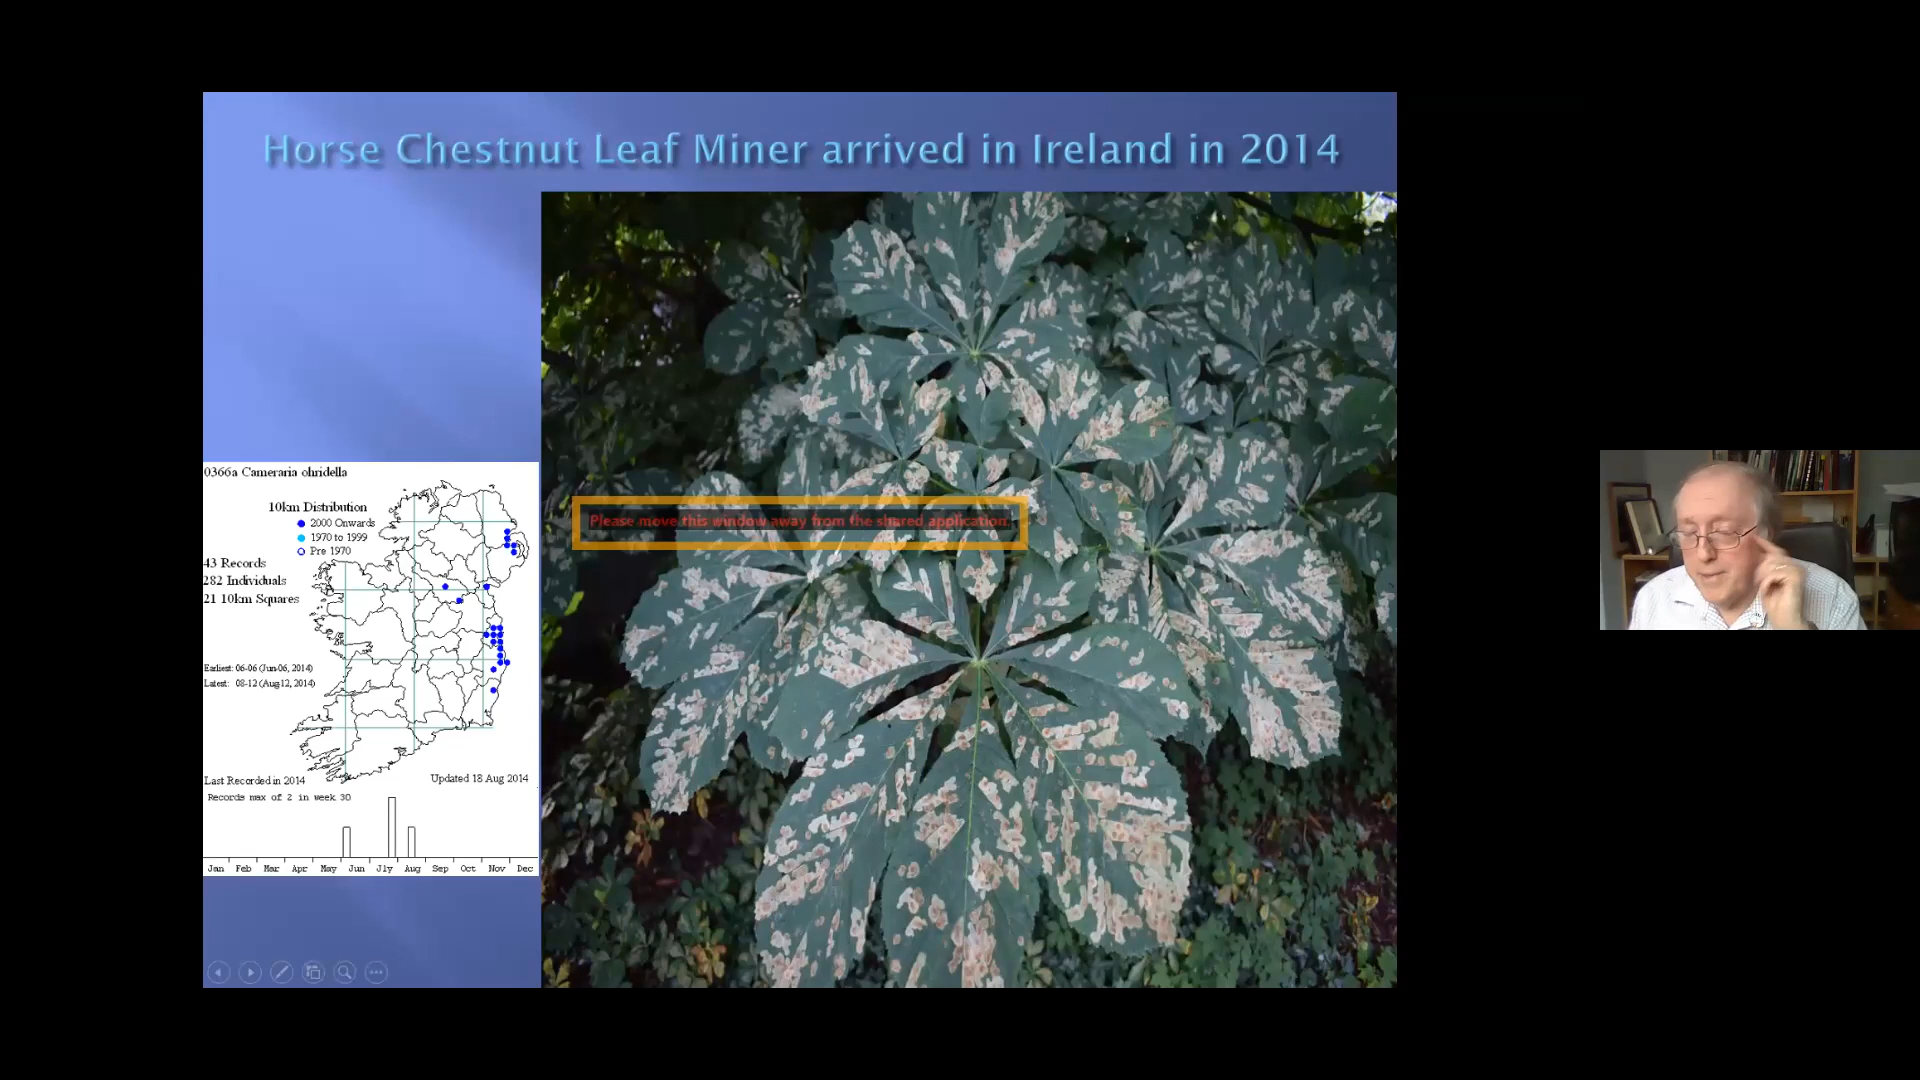 Horse Chestnut Leaf Miner arrived in Ireland in 2014
0366a Cameraria ohridella
10km Distribution
2000 Onwards
1970 to 1999
Pre 1970
43 Records
282 Individuals
21 10km Squares
Earliest: 06-06 (Jun-06, 2014)
Latest: 08-12 (Aug 12, 2014)
Last Recorded in 2014
Updated 18 Aug 2014
Records max of 2 in week 30
Jan Feb Mar Apr May Jun Jly Aug Sep Oct Nov Dec
Please move this window away from the shared application.